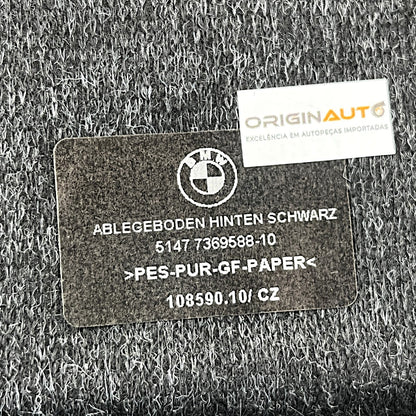 ORIGINAUTO
EXCELÊNCIA EM AUTOPEÇAS IMPORTADAS
BMW
ABLEGEBODEN HINTEN SCHWARZ
5147 7369588-10
>PES-PUR-GF-PAPER<
108590.10/ CZ